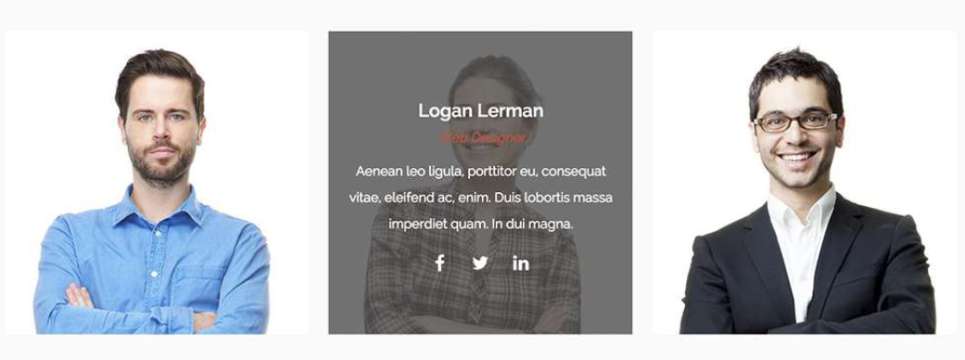 Logan Lerman
Web Designer
Aenean leo ligula, porttitor eu, consequat
vitae, eleifend ac, enim. Duis lobortis massa
imperdiet quam. In dui magna.